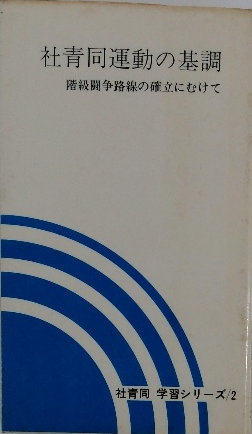 社青同運動の基調
階級闘争路線の確立にむけて
社青同 学習シリーズ/2